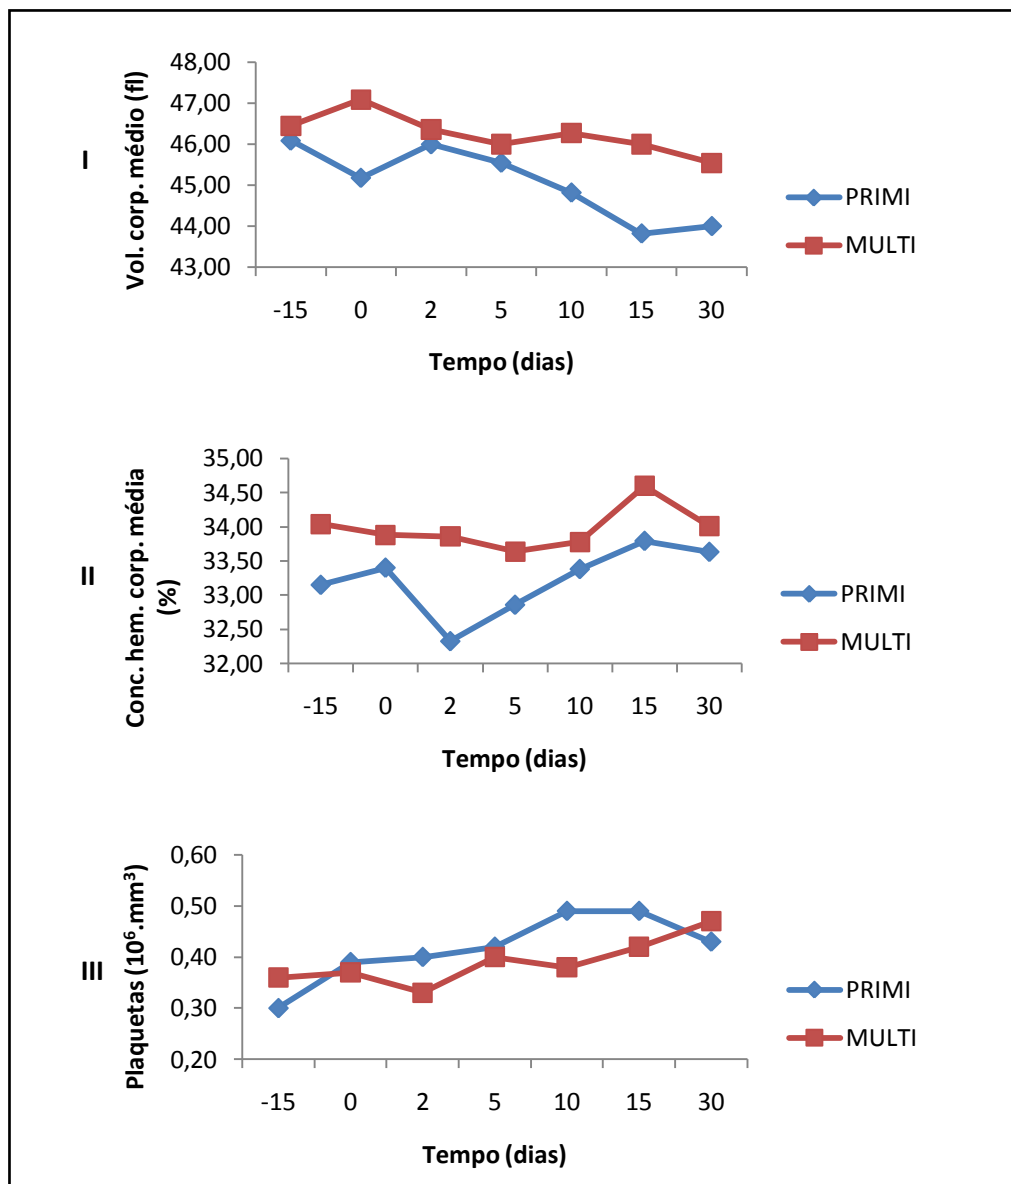 I
Vol. corp. médio (fl)
48,00
47,00
46,00
45,00
44,00
43,00
-15 0 2 5 10 15 30
Tempo (dias)
PRIMI
MULTI
II
Conc. hem. corp. média
(%)
35,00
34,50
34,00
33,50
33,00
32,50
32,00
-15 0 2 5 10 15 30
Tempo (dias)
PRIMI
MULTI
III
Plaquetas (10⁶.mm³)
0,60
0,50
0,40
0,30
0,20
-15 0 2 5 10 15 30
Tempo (dias)
PRIMI
MULTI